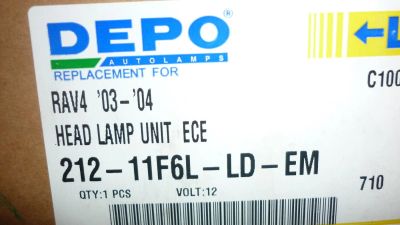 DEPO
AUTOLAMPS
REPLACEMENT FOR
RAV4 '03-'04
HEAD LAMP UNIT ECE
212-11F6L-LD-EM
QTY:1 PCS VOLT:12
L
C100
710